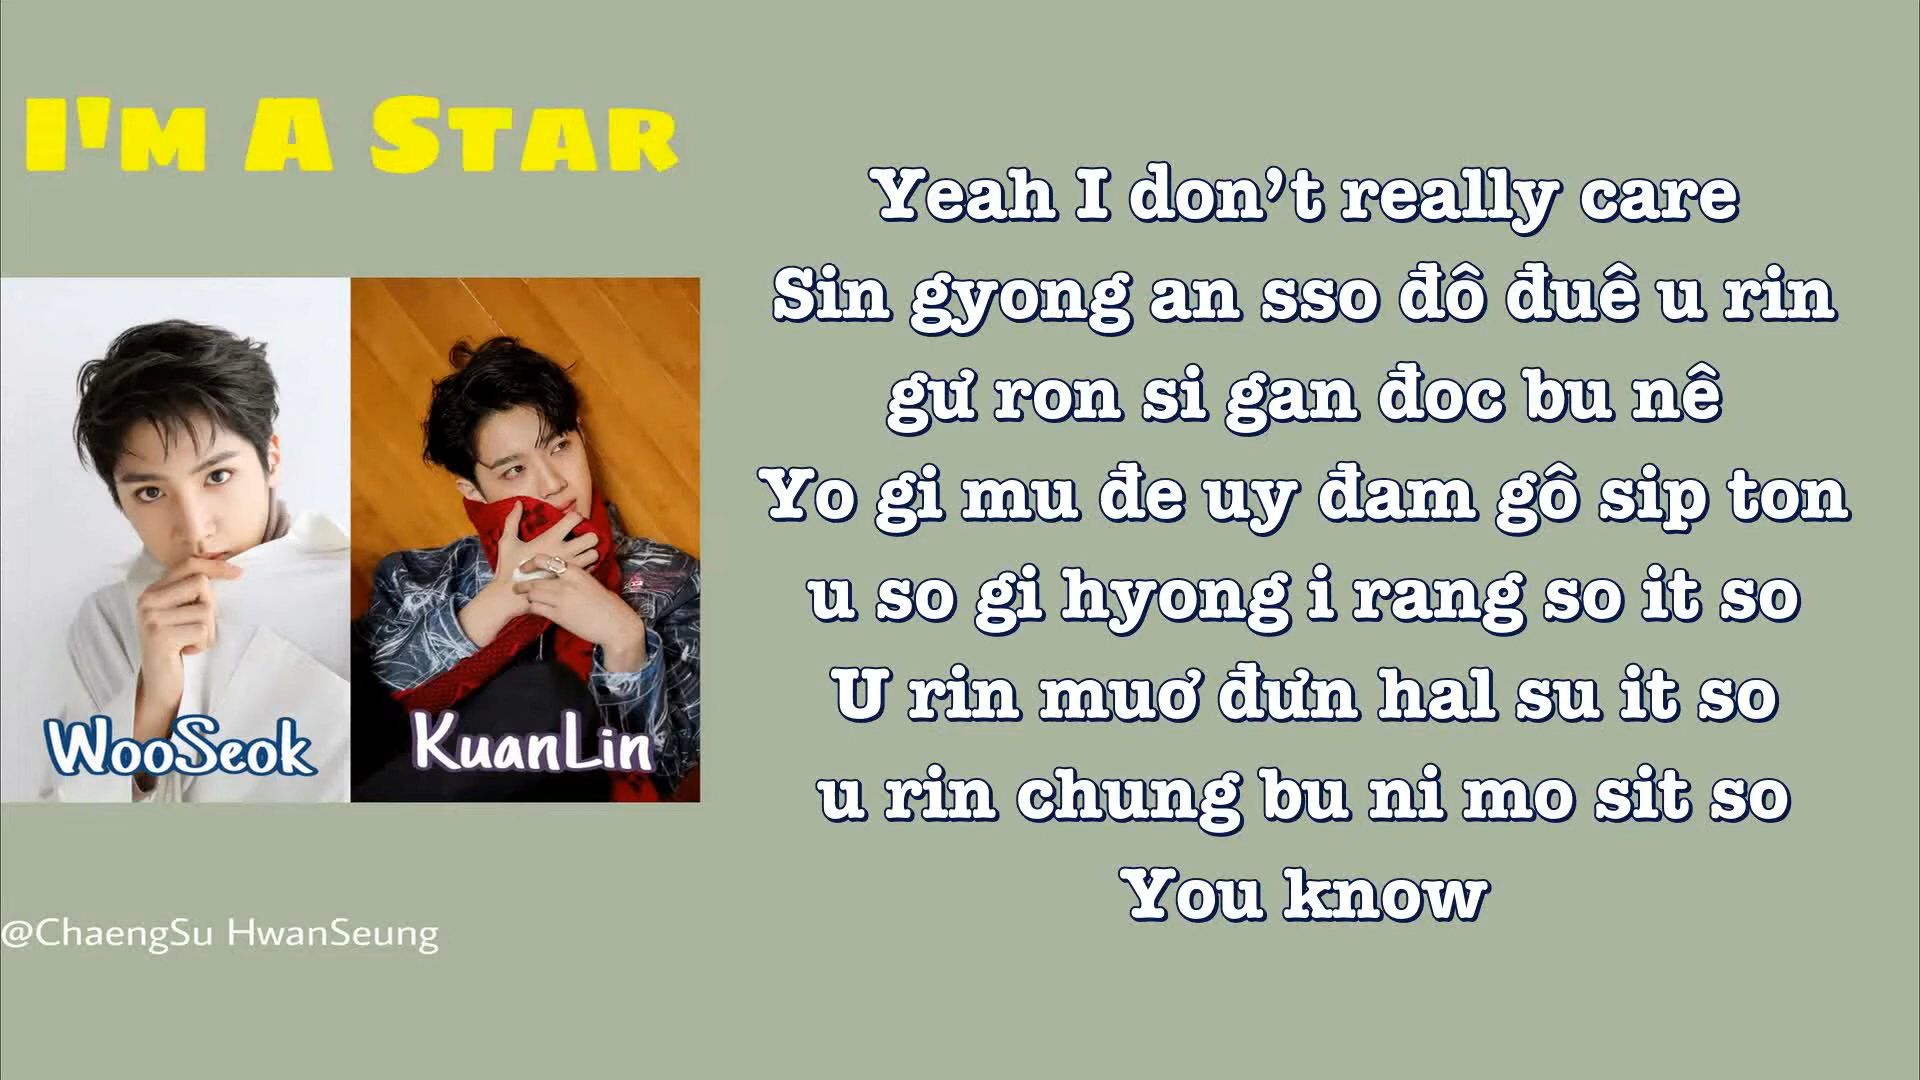 I'm A Star
WooSeok
KuanLin
@ChaengSu HwanSeung
Yeah I don’t really care
Sin gyong an sso đô đuê u rin
gư ron si gan đoc bu nê
Yo gi mu đe uy đam gô sip ton
u so gi hyong i rang so it so
U rin muơ đưn hal su it so
u rin chung bu ni mo sit so
You know